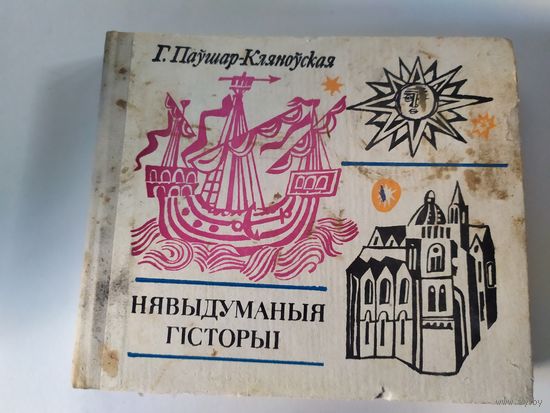 Г. Паўшар-Кляноўская
НЯВЫДУМАНЫЯ
ГІСТОРЫІ